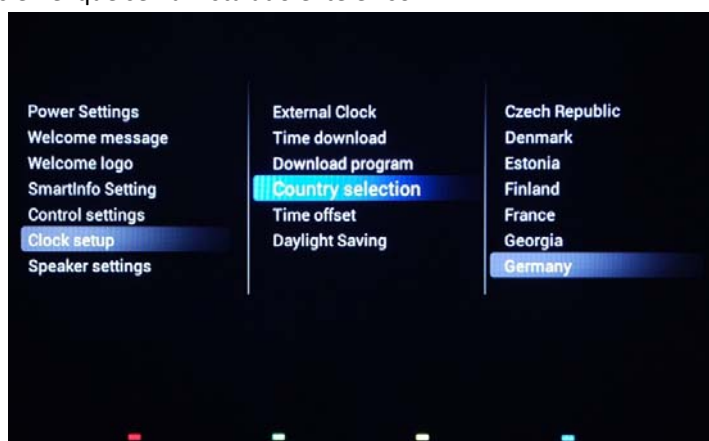 Power Settings
Welcome message
Welcome logo
SmartInfo Setting
Control settings
Clock setup
Speaker settings
External Clock
Time download
Download program
Country selection
Time offset
Daylight Saving
Czech Republic
Denmark
Estonia
Finland
France
Georgia
Germany